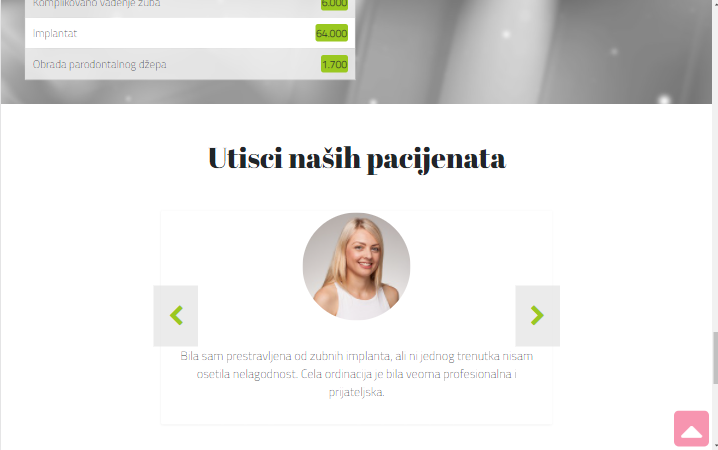 Komplikovano vađenje zuba 6.000
Implantat 64.000
Obrada parodontalnog džepa 1.700
Utisci naših pacijenata
Bila sam prestravljena od zubnih implanta, ali ni jednog trenutka nisam
osetila nelagodnost. Cela ordinacija je bila veoma profesionalna i
prijateljska.